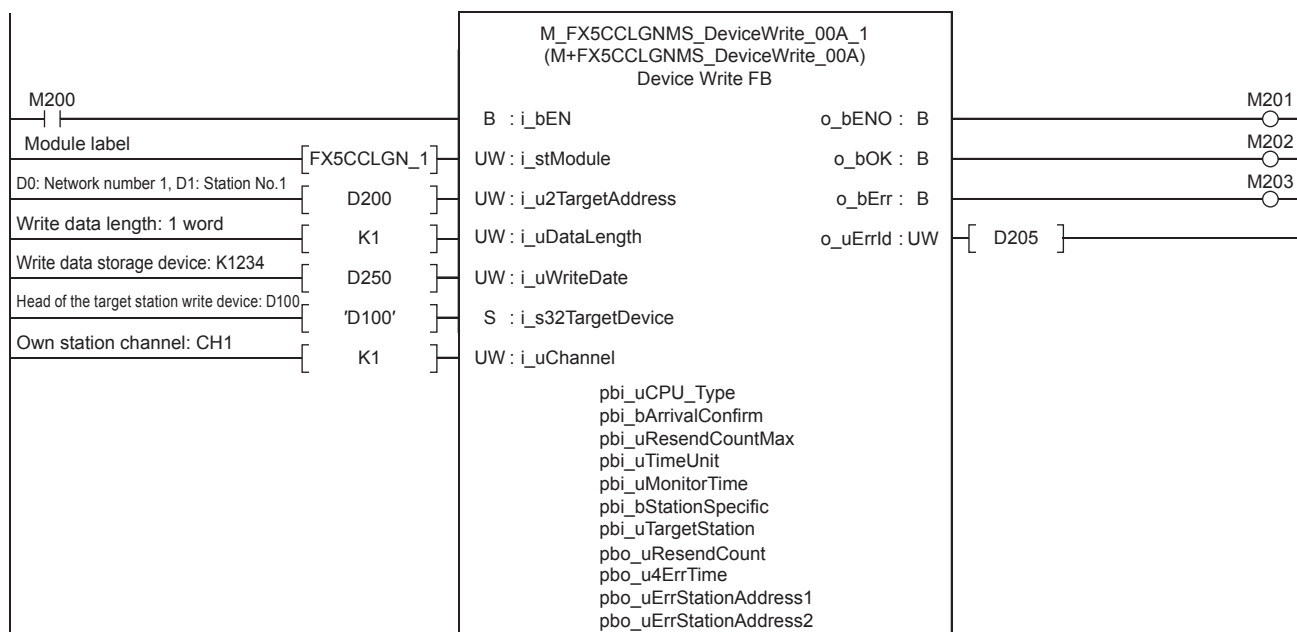 M_FX5CCLGNMS_DeviceWrite_00A_1
(M+FX5CCLGNMS_DeviceWrite_00A)
Device Write FB
M200
B : i_bEN
o_bENO : B
M201
Module label
FX5CCLGN_1
UW : i_stModule
o_bOK : B
M202
D0: Network number 1, D1: Station No.1
D200
UW : i_u2TargetAddress
o_bErr : B
M203
Write data length: 1 word
K1
UW : i_uDataLength
o_uErrId : UW
D205
Write data storage device: K1234
D250
UW : i_uWriteDate
Head of the target station write device: D100
'D100'
S : i_s32TargetDevice
Own station channel: CH1
K1
UW : i_uChannel
pbi_uCPU_Type
pbi_bArrivalConfirm
pbi_uResendCountMax
pbi_uTimeUnit
pbi_uMonitorTime
pbi_bStationSpecific
pbi_uTargetStation
pbo_uResendCount
pbo_u4ErrTime
pbo_uErrStationAddress1
pbo_uErrStationAddress2